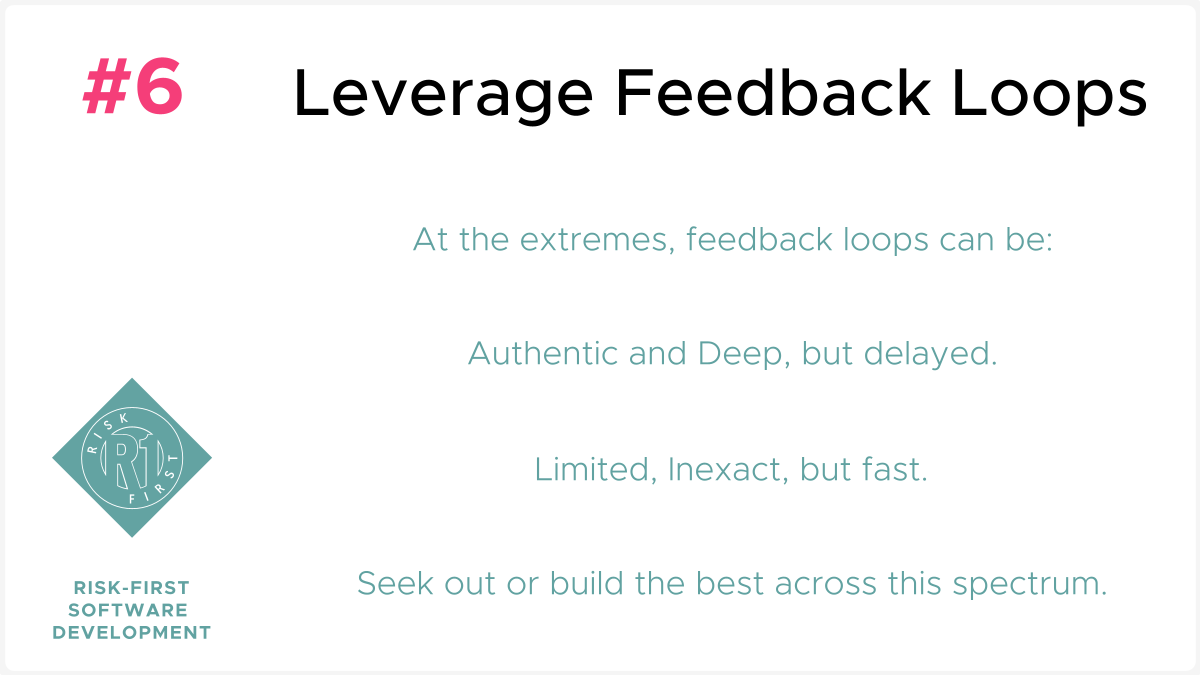 #6
Leverage Feedback Loops
At the extremes, feedback loops can be:
Authentic and Deep, but delayed.
Limited, Inexact, but fast.
Seek out or build the best across this spectrum.
RISK
R1
FIRST
RISK-FIRST
SOFTWARE
DEVELOPMENT